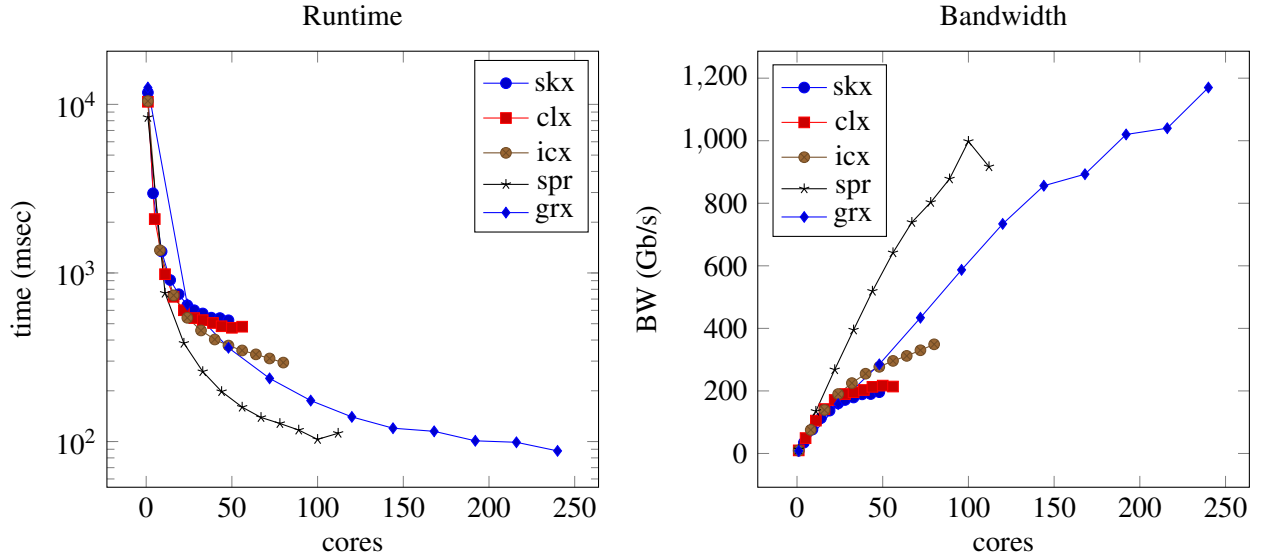 Runtime
10^4
10^3
10^2
time (msec)
0 50 100 150 200 250
cores
skx
clx
icx
spr
grx
Bandwidth
1,200
1,000
800
600
400
200
0
BW (Gb/s)
0 50 100 150 200 250
cores
skx
clx
icx
spr
grx